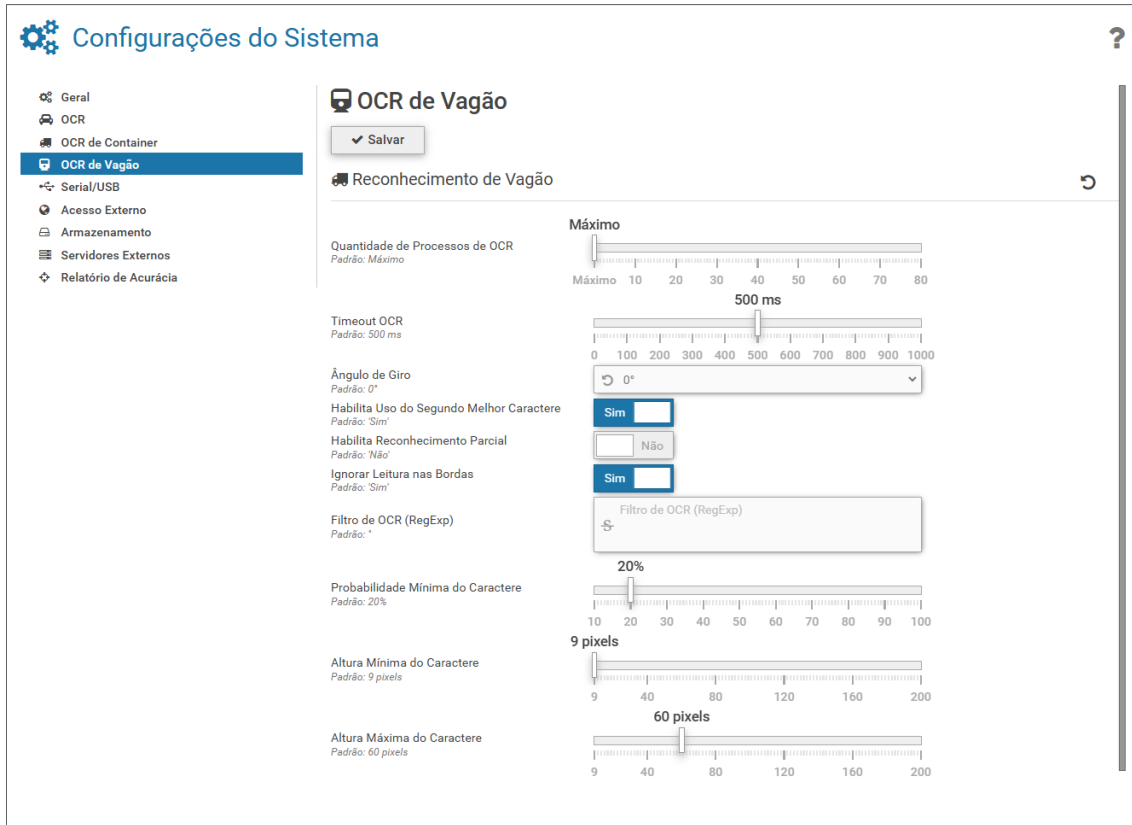 Configurações do Sistema
?
Geral
OCR
OCR de Container
OCR de Vagão
Serial/USB
Acesso Externo
Armazenamento
Servidores Externos
Relatório de Acurácia
OCR de Vagão
Salvar
Reconhecimento de Vagão
Quantidade de Processos de OCR
Padrão: Máximo
Máximo
Máximo 10 20 30 40 50 60 70 80
Timeout OCR
Padrão: 500 ms
500 ms
0 100 200 300 400 500 600 700 800 900 1000
Ângulo de Giro
Padrão: 0°
0°
Habilita Uso do Segundo Melhor Caractere
Padrão: 'Sim'
Sim
Habilita Reconhecimento Parcial
Padrão: 'Não'
Não
Ignorar Leitura nas Bordas
Padrão: 'Sim'
Sim
Filtro de OCR (RegExp)
Padrão: ''
Filtro de OCR (RegExp)
Probabilidade Mínima do Caractere
Padrão: 20%
20%
10 20 30 40 50 60 70 80 90 100
Altura Mínima do Caractere
Padrão: 9 pixels
9 pixels
9 40 80 120 160 200
Altura Máxima do Caractere
Padrão: 60 pixels
60 pixels
9 40 80 120 160 200